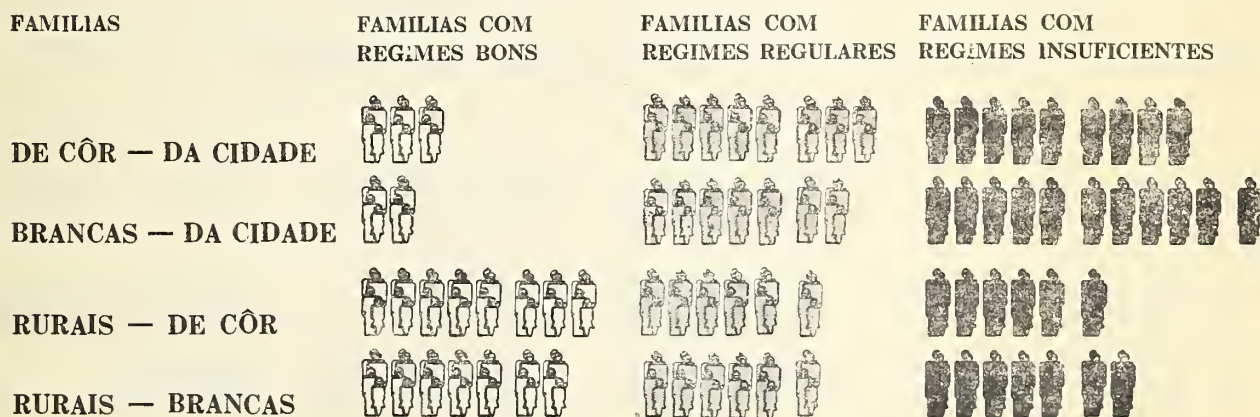 FAMILIAS
FAMILIAS COM
REGIMES BONS
FAMILIAS COM
REGIMES REGULARES
FAMILIAS COM
REGIMES INSUFICIENTES
DE CÔR — DA CIDADE
BRANCAS — DA CIDADE
RURAIS — DE CÔR
RURAIS — BRANCAS